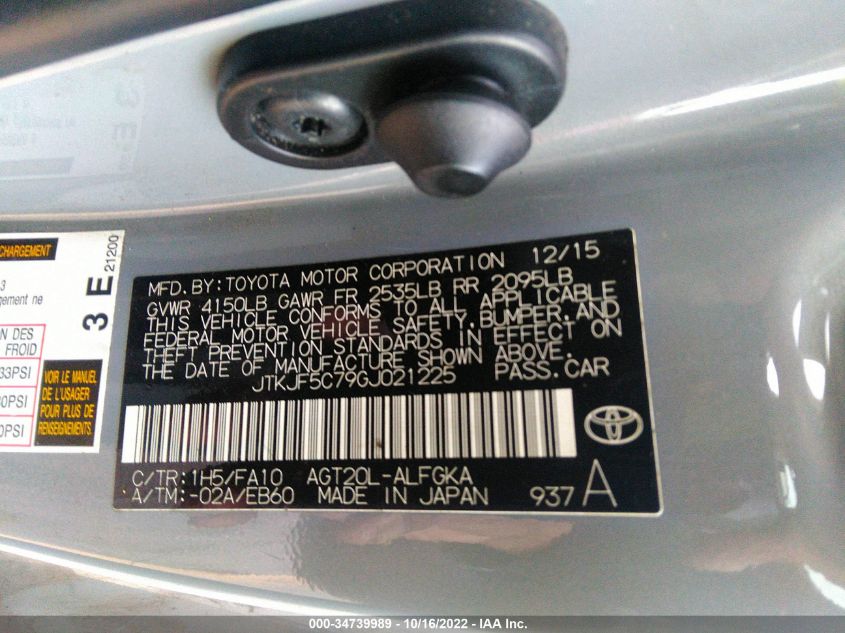 CHARGEMENT
3
gement ne
ON DES
FROID
33PSI
0PSI
0PSI
3 E
21200
VOIR LE MANUEL
DE L'USAGER
POUR PLUS DE
RENSEIGNEMENTS
MFD. BY: TOYOTA MOTOR CORPORATION 12/15
GVWR 4150LB GAWR FR 2535LB RR 2095LB
THIS VEHICLE CONFORMS TO ALL APPLICABLE
FEDERAL MOTOR VEHICLE SAFETY, BUMPER, AND
THEFT PREVENTION STANDARDS IN EFFECT ON
THE DATE OF MANUFACTURE SHOWN ABOVE.
JTKJF5C79GJ021225 PASS.CAR
C/TR: 1H5/FA10 AGT20L-ALFGKA
A/TM: -02A/EB60 MADE IN JAPAN 937 A
000-34739989 - 10/16/2022 - IAA Inc.